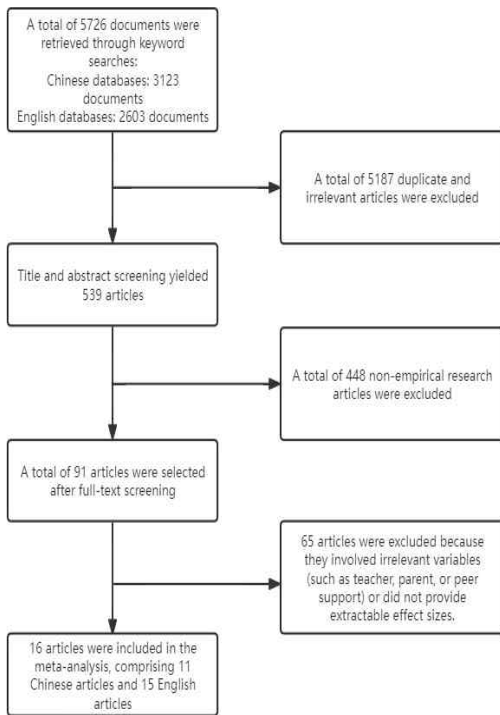 A total of 5726 documents were
retrieved through keyword
searches:
Chinese databases: 3123
documents
English databases: 2603 documents
A total of 5187 duplicate and
irrelevant articles were excluded
Title and abstract screening yielded
539 articles
A total of 448 non-empirical research
articles were excluded
A total of 91 articles were selected
after full-text screening
65 articles were excluded because
they involved irrelevant variables
(such as teacher, parent, or peer
support) or did not provide
extractable effect sizes.
16 articles were included in the
meta-analysis, comprising 11
Chinese articles and 15 English
articles